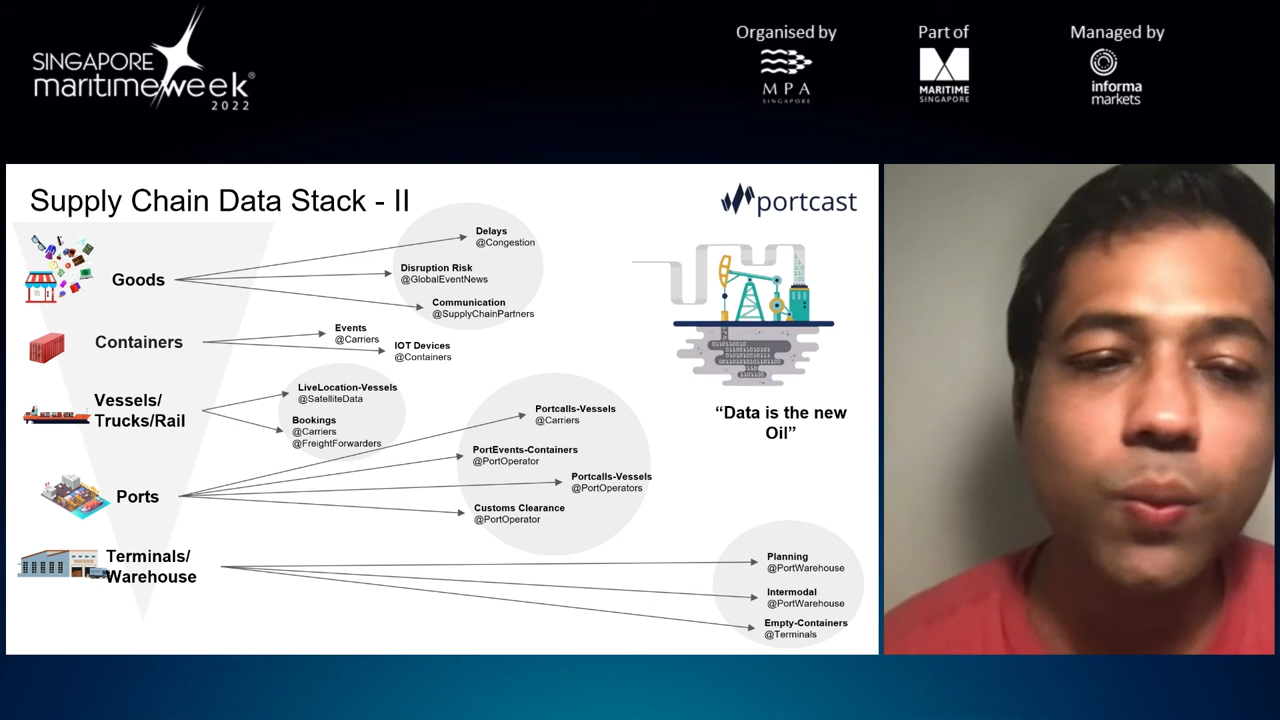 SINGAPORE
maritimeweek®
2022
Organised by
MPA
SINGAPORE
Part of
MARITIME
SINGAPORE
Managed by
informa
markets
Supply Chain Data Stack - II
portcast
Goods
Delays
@Congestion
Disruption Risk
@GlobalEventNews
Communication
@SupplyChainPartners
Containers
Events
@Carriers
IOT Devices
@Containers
Vessels/
Trucks/Rail
LiveLocation-Vessels
@SatelliteData
Bookings
@Carriers
@FreightForwarders
Ports
Portcalls-Vessels
@Carriers
PortEvents-Containers
@PortOperator
Portcalls-Vessels
@PortOperators
Customs Clearance
@PortOperator
Terminals/
Warehouse
Planning
@PortWarehouse
Intermodal
@PortWarehouse
Empty-Containers
@Terminals
“Data is the new
Oil”